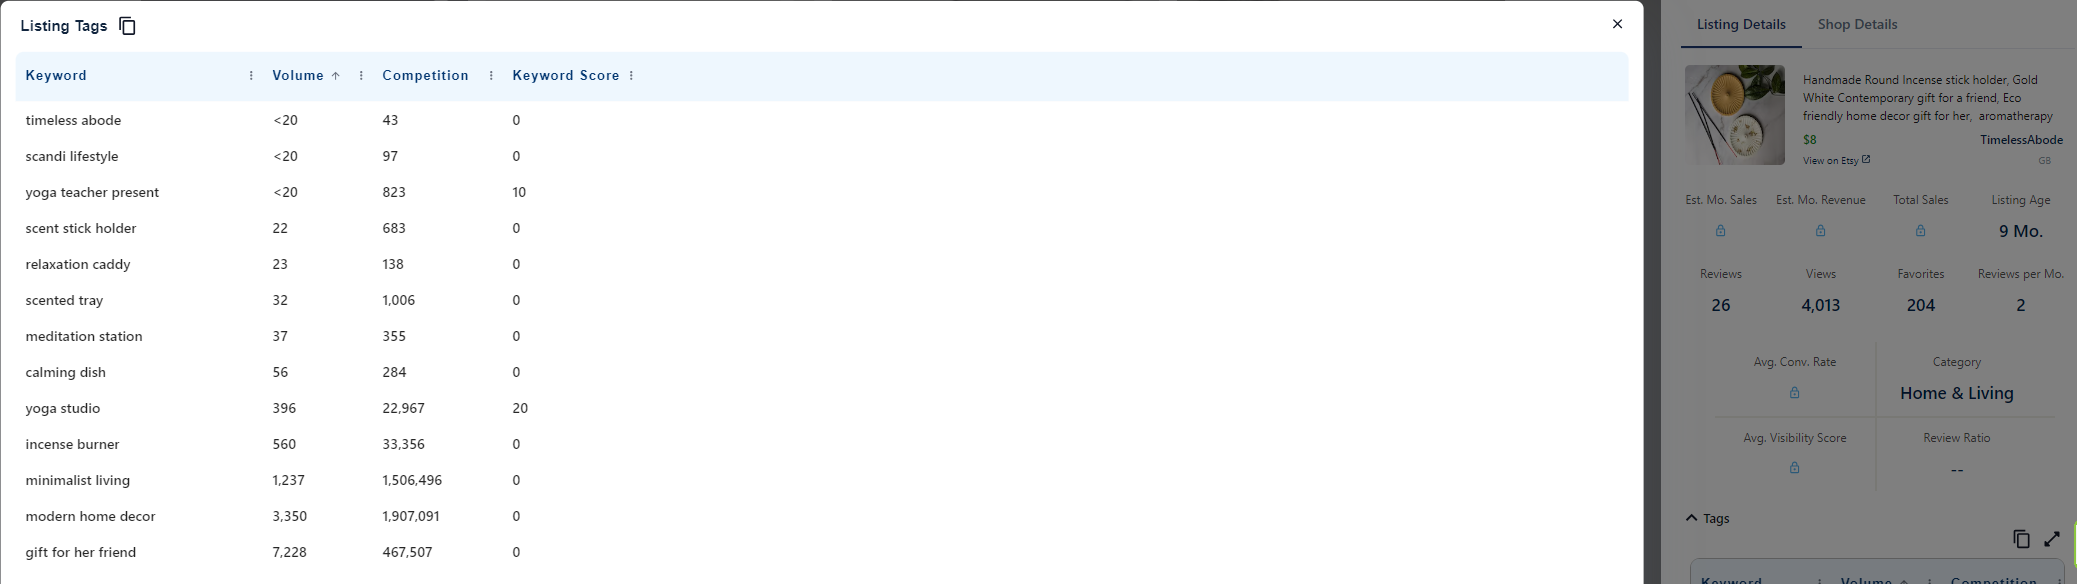 Listing Tags
Keyword Volume Competition Keyword Score
timeless abode <20 43 0
scandi lifestyle <20 97 0
yoga teacher present <20 823 10
scent stick holder 22 683 0
relaxation caddy 23 138 0
scented tray 32 1,006 0
meditation station 37 355 0
calming dish 56 284 0
yoga studio 396 22,967 20
incense burner 560 33,356 0
minimalist living 1,237 1,506,496 0
modern home decor 3,350 1,907,091 0
gift for her friend 7,228 467,507 0
Listing Details Shop Details
Handmade Round Incense stick holder, Gold
White Contemporary gift for a friend, Eco
friendly home decor gift for her, aromatherapy
$8 TimelessAbode
View on Etsy GB
Est. Mo. Sales Est. Mo. Revenue Total Sales Listing Age
9 Mo.
Reviews Views Favorites Reviews per Mo.
26 4,013 204 2
Avg. Conv. Rate Category
Home & Living
Avg. Visibility Score Review Ratio
--
Tags
Keyword Volume Competition